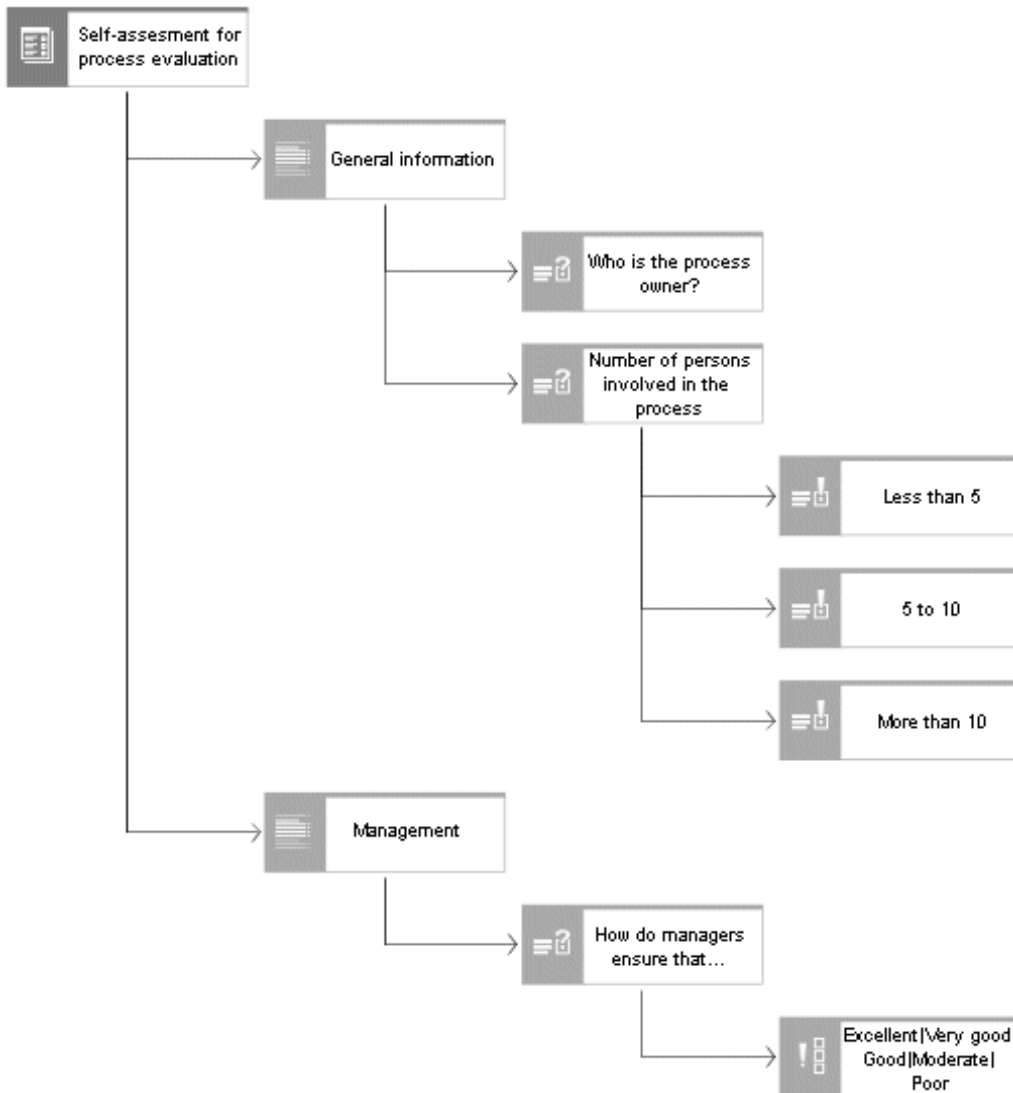 Self-assesment for
process evaluation
General information
Who is the process
owner?
Number of persons
involved in the
process
Less than 5
5 to 10
More than 10
Management
How do managers
ensure that...
Excellent|Very good
Good|Moderate|
Poor